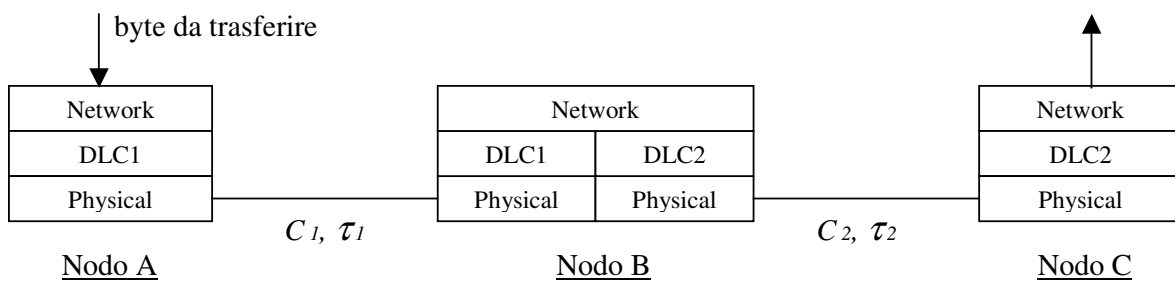 byte da trasferire
Network Network Network
DLC1 DLC1 DLC2 DLC2
Physical Physical Physical Physical
C 1, τ1 C 2, τ2
Nodo A Nodo B Nodo C